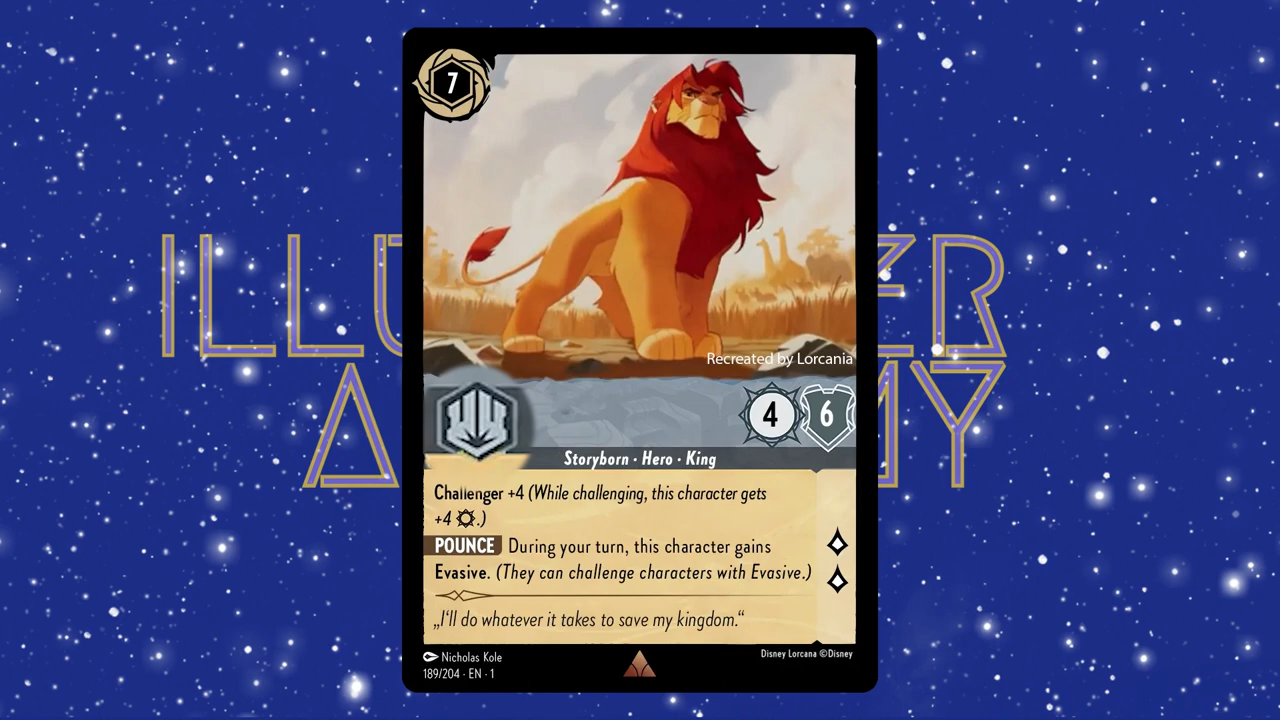 7
Recreated by Lorcania
4 6
Storyborn · Hero · King
Challenger +4 (While challenging, this character gets
+4 .)
POUNCE During your turn, this character gains
Evasive. (They can challenge characters with Evasive.)
„I'll do whatever it takes to save my kingdom.“
Nicholas Kole
189/204 · EN · 1
Disney Lorcana ©Disney